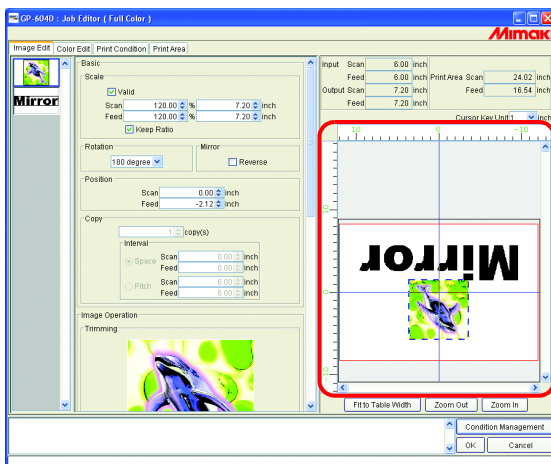 GP-604D : Job Editor ( Full Color )
Mimaki
Image Edit Color Edit Print Condition Print Area
Mirror
Basic
Scale
Valid
Scan 120.00 % 7.20 inch
Feed 120.00 % 7.20 inch
Keep Ratio
Rotation
180 degree
Mirror
Reverse
Position
Scan 0.00 inch
Feed -2.12 inch
Copy
1 copy(s)
Interval
Space Scan 0.00 inch
Feed 0.00 inch
Pitch Scan 6.00 inch
Feed 6.00 inch
Image Operation
Trimming
Input Scan 6.00 inch
Feed 6.00 inch Print Area Scan 24.02 inch
Output Scan 7.20 inch Feed 16.54 inch
Feed 7.20 inch
Cursor Key Unit 1 inch
10 0 -10
10
Mirror
0
-10
Fit to Table Width Zoom Out Zoom In
Condition Management
OK Cancel